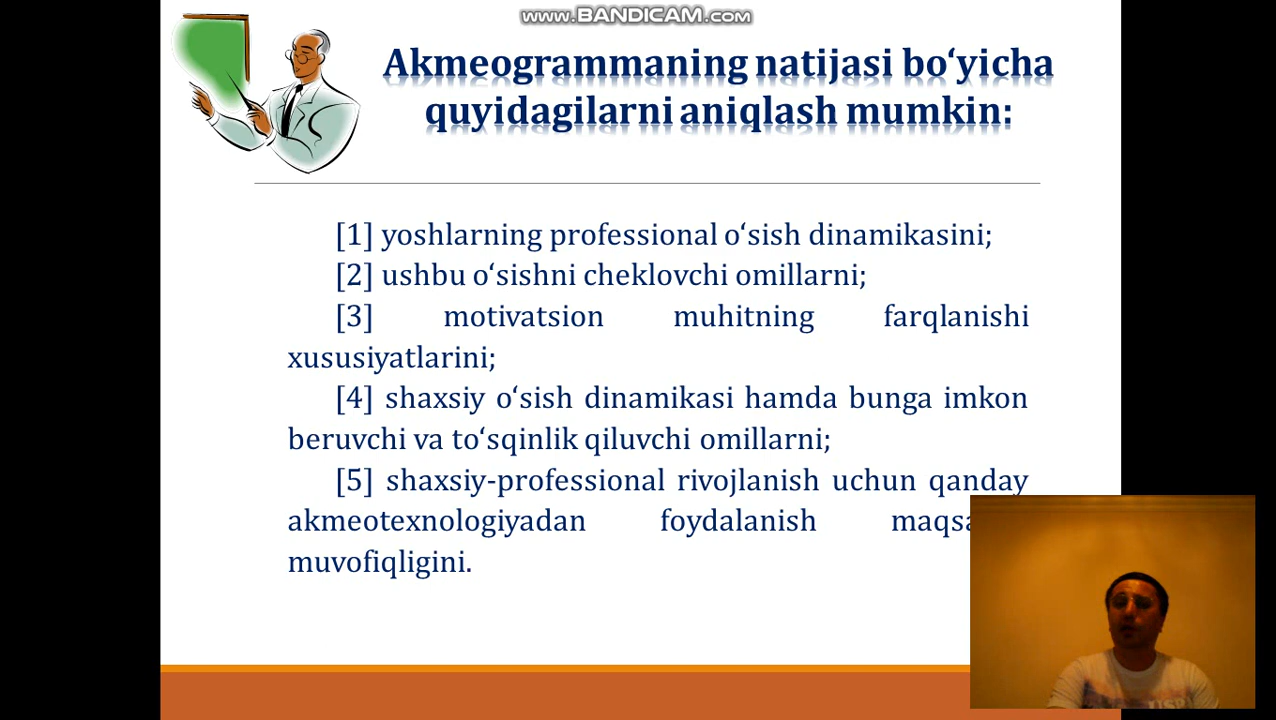 www.BANDICAM.com
Akmeogrammaning natijasi bo‘yicha
quyidagilarni aniqlash mumkin:
[1] yoshlarning professional o‘sish dinamikasini;
[2] ushbu o‘sishni cheklovchi omillarni;
[3] motivatsion muhitning farqlanishi
xususiyatlarini;
[4] shaxsiy o‘sish dinamikasi hamda bunga imkon
beruvchi va to‘sqinlik qiluvchi omillarni;
[5] shaxsiy-professional rivojlanish uchun qanday
akmeotexnologiyadan foydalanish
muvofiqligini.